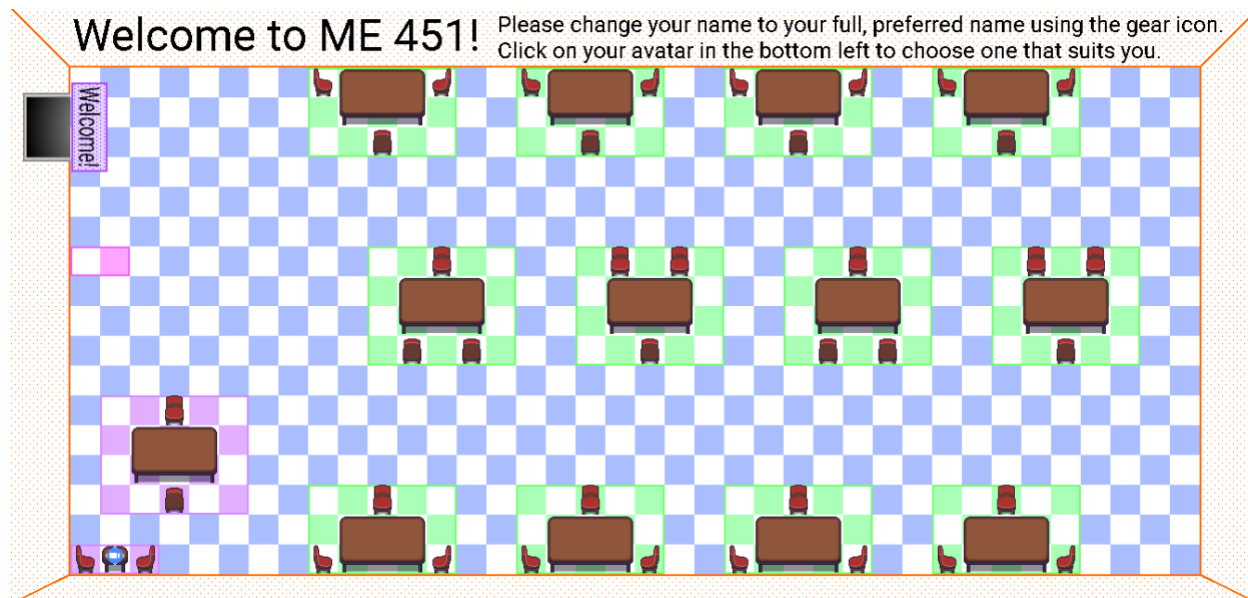 Welcome to ME 451!
Please change your name to your full, preferred name using the gear icon.
Click on your avatar in the bottom left to choose one that suits you.
Welcome!